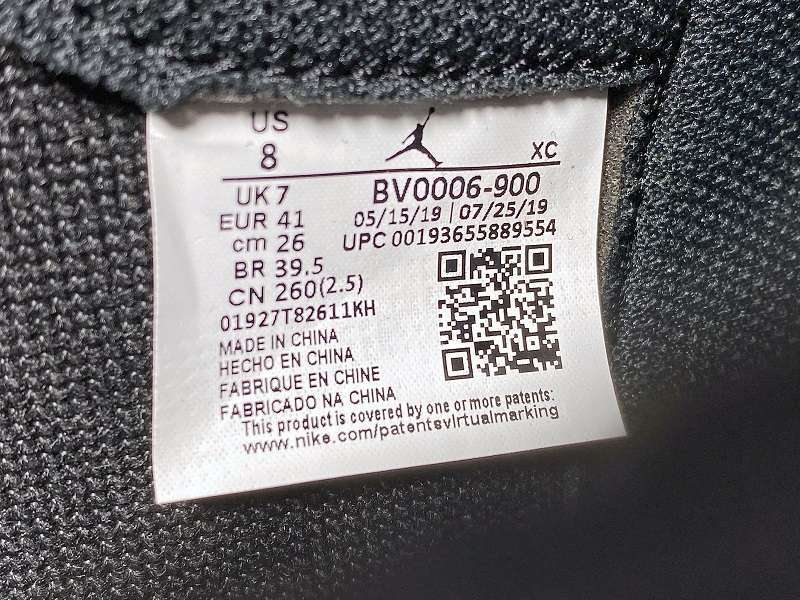 US
8
XC
UK 7
BV0006-900
EUR 41
05/15/19 | 07/25/19
cm 26
UPC 00193655889554
BR 39.5
CN 260(2.5)
01927T82611KH
MADE IN CHINA
HECHO EN CHINA
FABRIQUE EN CHINE
FABRICADO NA CHINA
This product is covered by one or more patents:
www.nike.com/patentsvirtualmarking